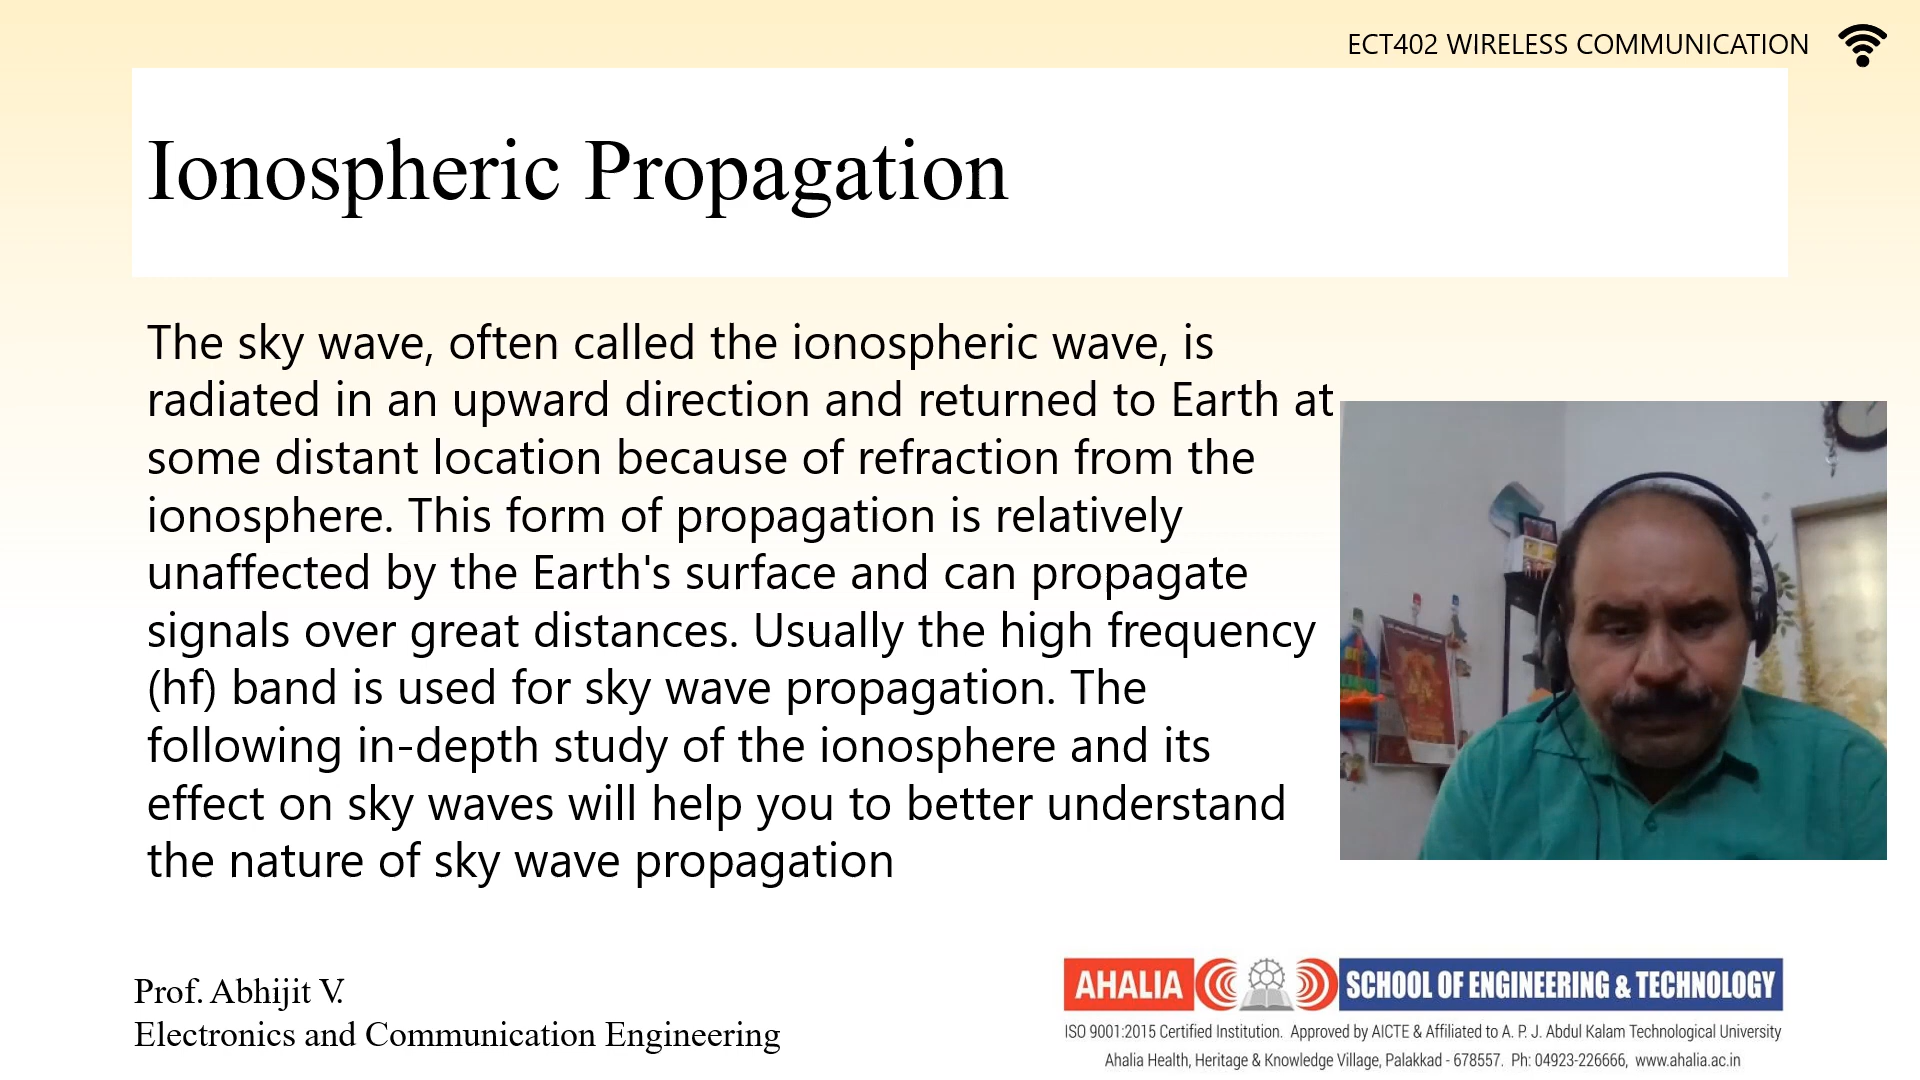 ECT402 WIRELESS COMMUNICATION
Ionospheric Propagation
The sky wave, often called the ionospheric wave, is
radiated in an upward direction and returned to Earth at
some distant location because of refraction from the
ionosphere. This form of propagation is relatively
unaffected by the Earth's surface and can propagate
signals over great distances. Usually the high frequency
(hf) band is used for sky wave propagation. The
following in-depth study of the ionosphere and its
effect on sky waves will help you to better understand
the nature of sky wave propagation
Prof. Abhijit V.
Electronics and Communication Engineering
AHALIA SCHOOL OF ENGINEERING & TECHNOLOGY
ISO 9001:2015 Certified Institution. Approved by AICTE & Affiliated to A. P. J. Abdul Kalam Technological University
Ahalia Health, Heritage & Knowledge Village, Palakkad - 678557. Ph: 04923-226666, www.ahalia.ac.in